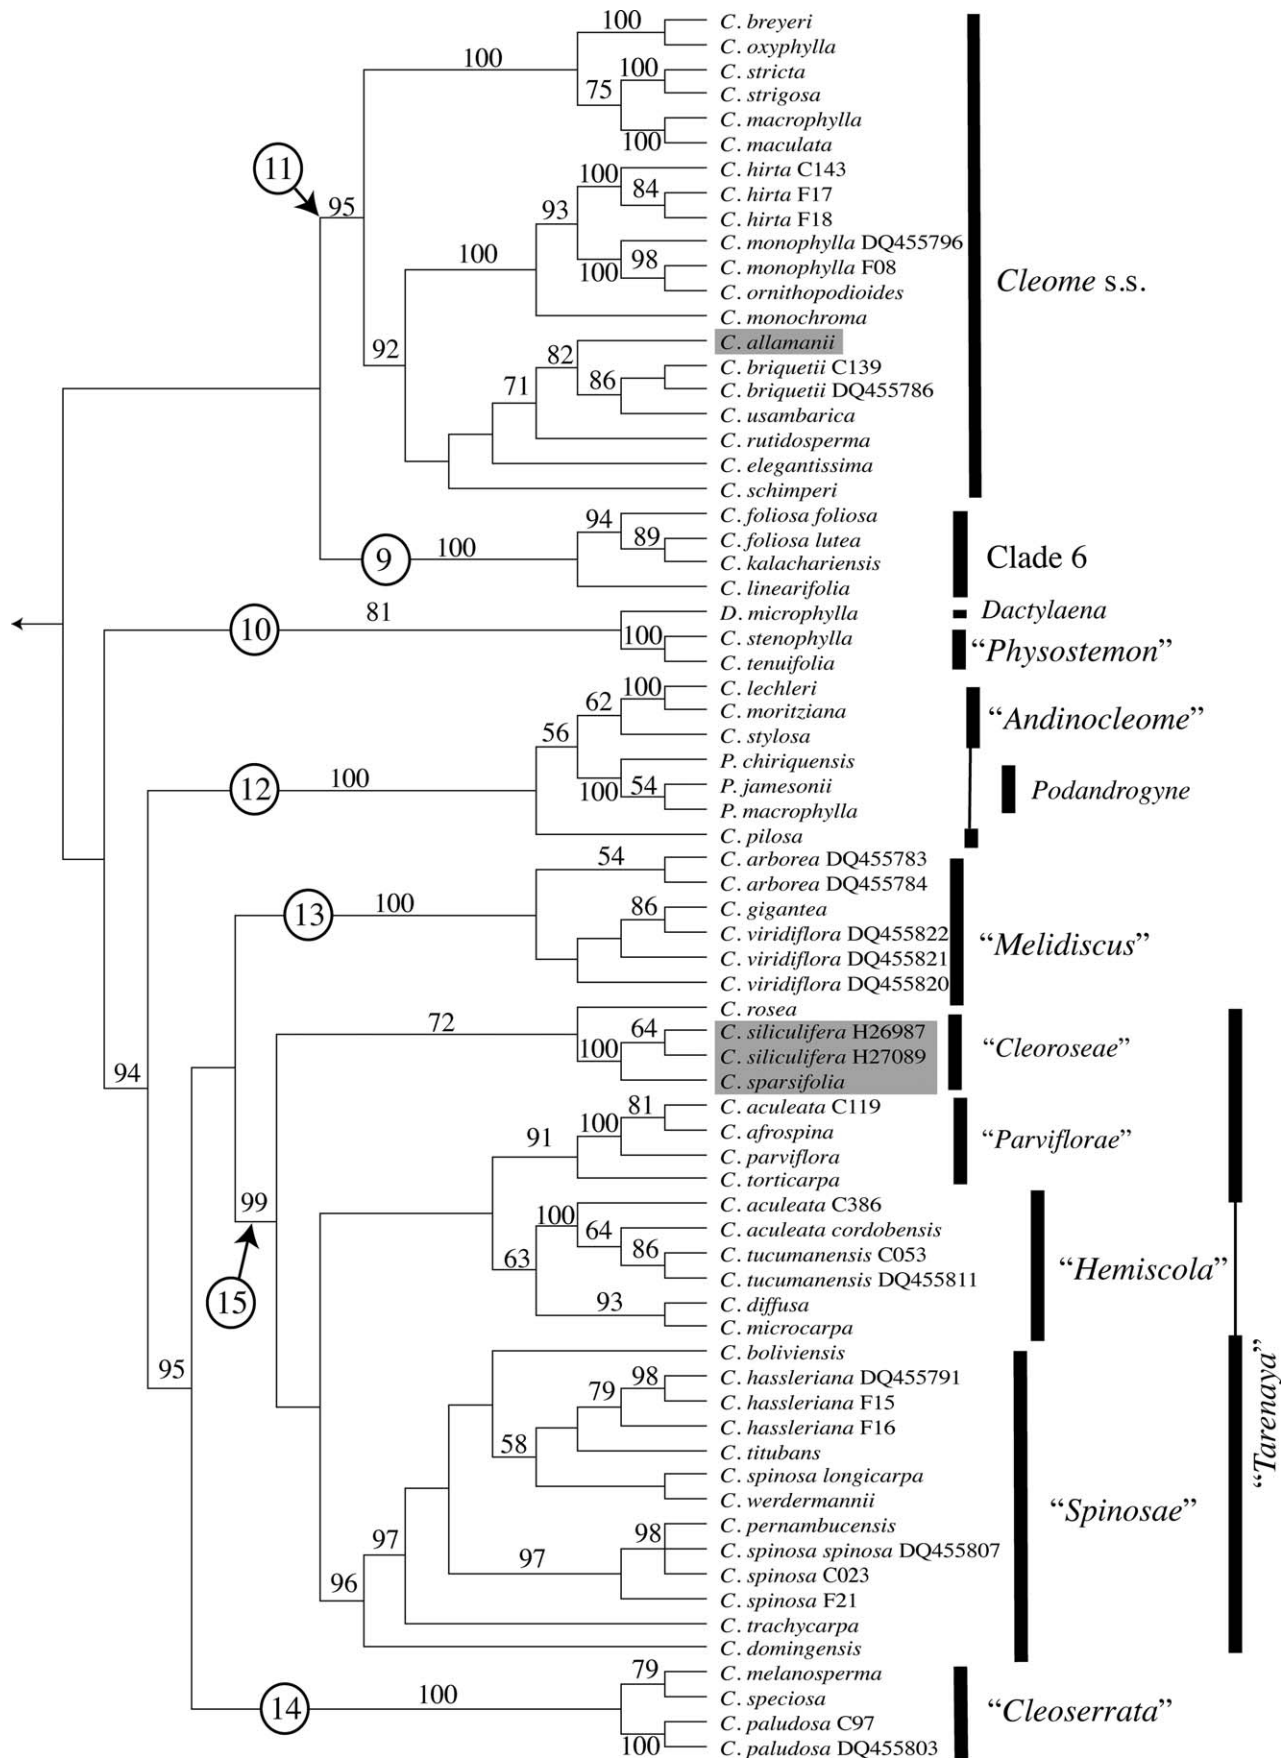 100
C. breyeri
C. oxyphylla
100
100
C. stricta
75
C. strigosa
C. macrophylla
100
C. maculata
11
C. hirta C143
100
84
C. hirta F17
95
93
C. hirta F18
C. monophylla DQ455796
100
98
C. monophylla F08
100
C. ornithopodioides
Cleome s.s.
C. monochroma
C. allamanii
92
82
C. briquetii C139
71
86
C. briquetii DQ455786
C. usambarica
C. rutidosperma
C. elegantissima
C. schimperi
C. foliosa foliosa
94
89
C. foliosa lutea
9
100
C. kalachariensis
Clade 6
C. linearifolia
81
D. microphylla
Dactylaena
10
100
C. stenophylla
"Physostemon"
C. tenuifolia
100
C. lechleri
62
C. moritziana
"Andinocleome"
56
C. stylosa
P. chiriquensis
12
100
100
54
P. jamesonii
Podandrogyne
P. macrophylla
C. pilosa
54
C. arborea DQ455783
C. arborea DQ455784
13
100
86
C. gigantea
C. viridiflora DQ455822
"Melidiscus"
C. viridiflora DQ455821
C. viridiflora DQ455820
C. rosea
72
64
C. siliculifera H26987
100
C. siliculifera H27089
"Cleoroseae"
94
C. sparsifolia
81
C. aculeata C119
100
C. afrospina
91
C. parviflora
"Parviflorae"
C. torticarpa
99
C. aculeata C386
100
64
C. aculeata cordobensis
63
86
C. tucumanensis C053
"Hemiscola"
C. tucumanensis DQ455811
15
93
C. diffusa
C. microcarpa
95
C. boliviensis
98
C. hassleriana DQ455791
79
C. hassleriana F15
C. hassleriana F16
58
C. titubans
C. spinosa longicarpa
C. werdermannii
"Spinosae"
"Tarenaya"
98
C. pernambucensis
97
97
C. spinosa spinosa DQ455807
96
C. spinosa C023
C. spinosa F21
C. trachycarpa
C. domingensis
79
C. melanosperma
14
100
C. speciosa
"Cleoserrata"
C. paludosa C97
100
C. paludosa DQ455803